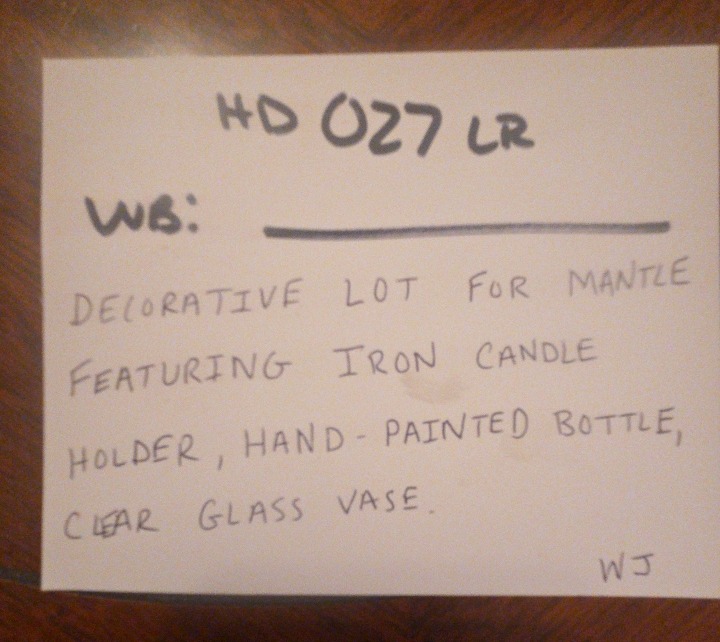 HD 027 LR
WB:
DECORATIVE LOT FOR MANTLE
FEATURING IRON CANDLE
HOLDER, HAND-PAINTED BOTTLE,
CLEAR GLASS VASE.
WJ